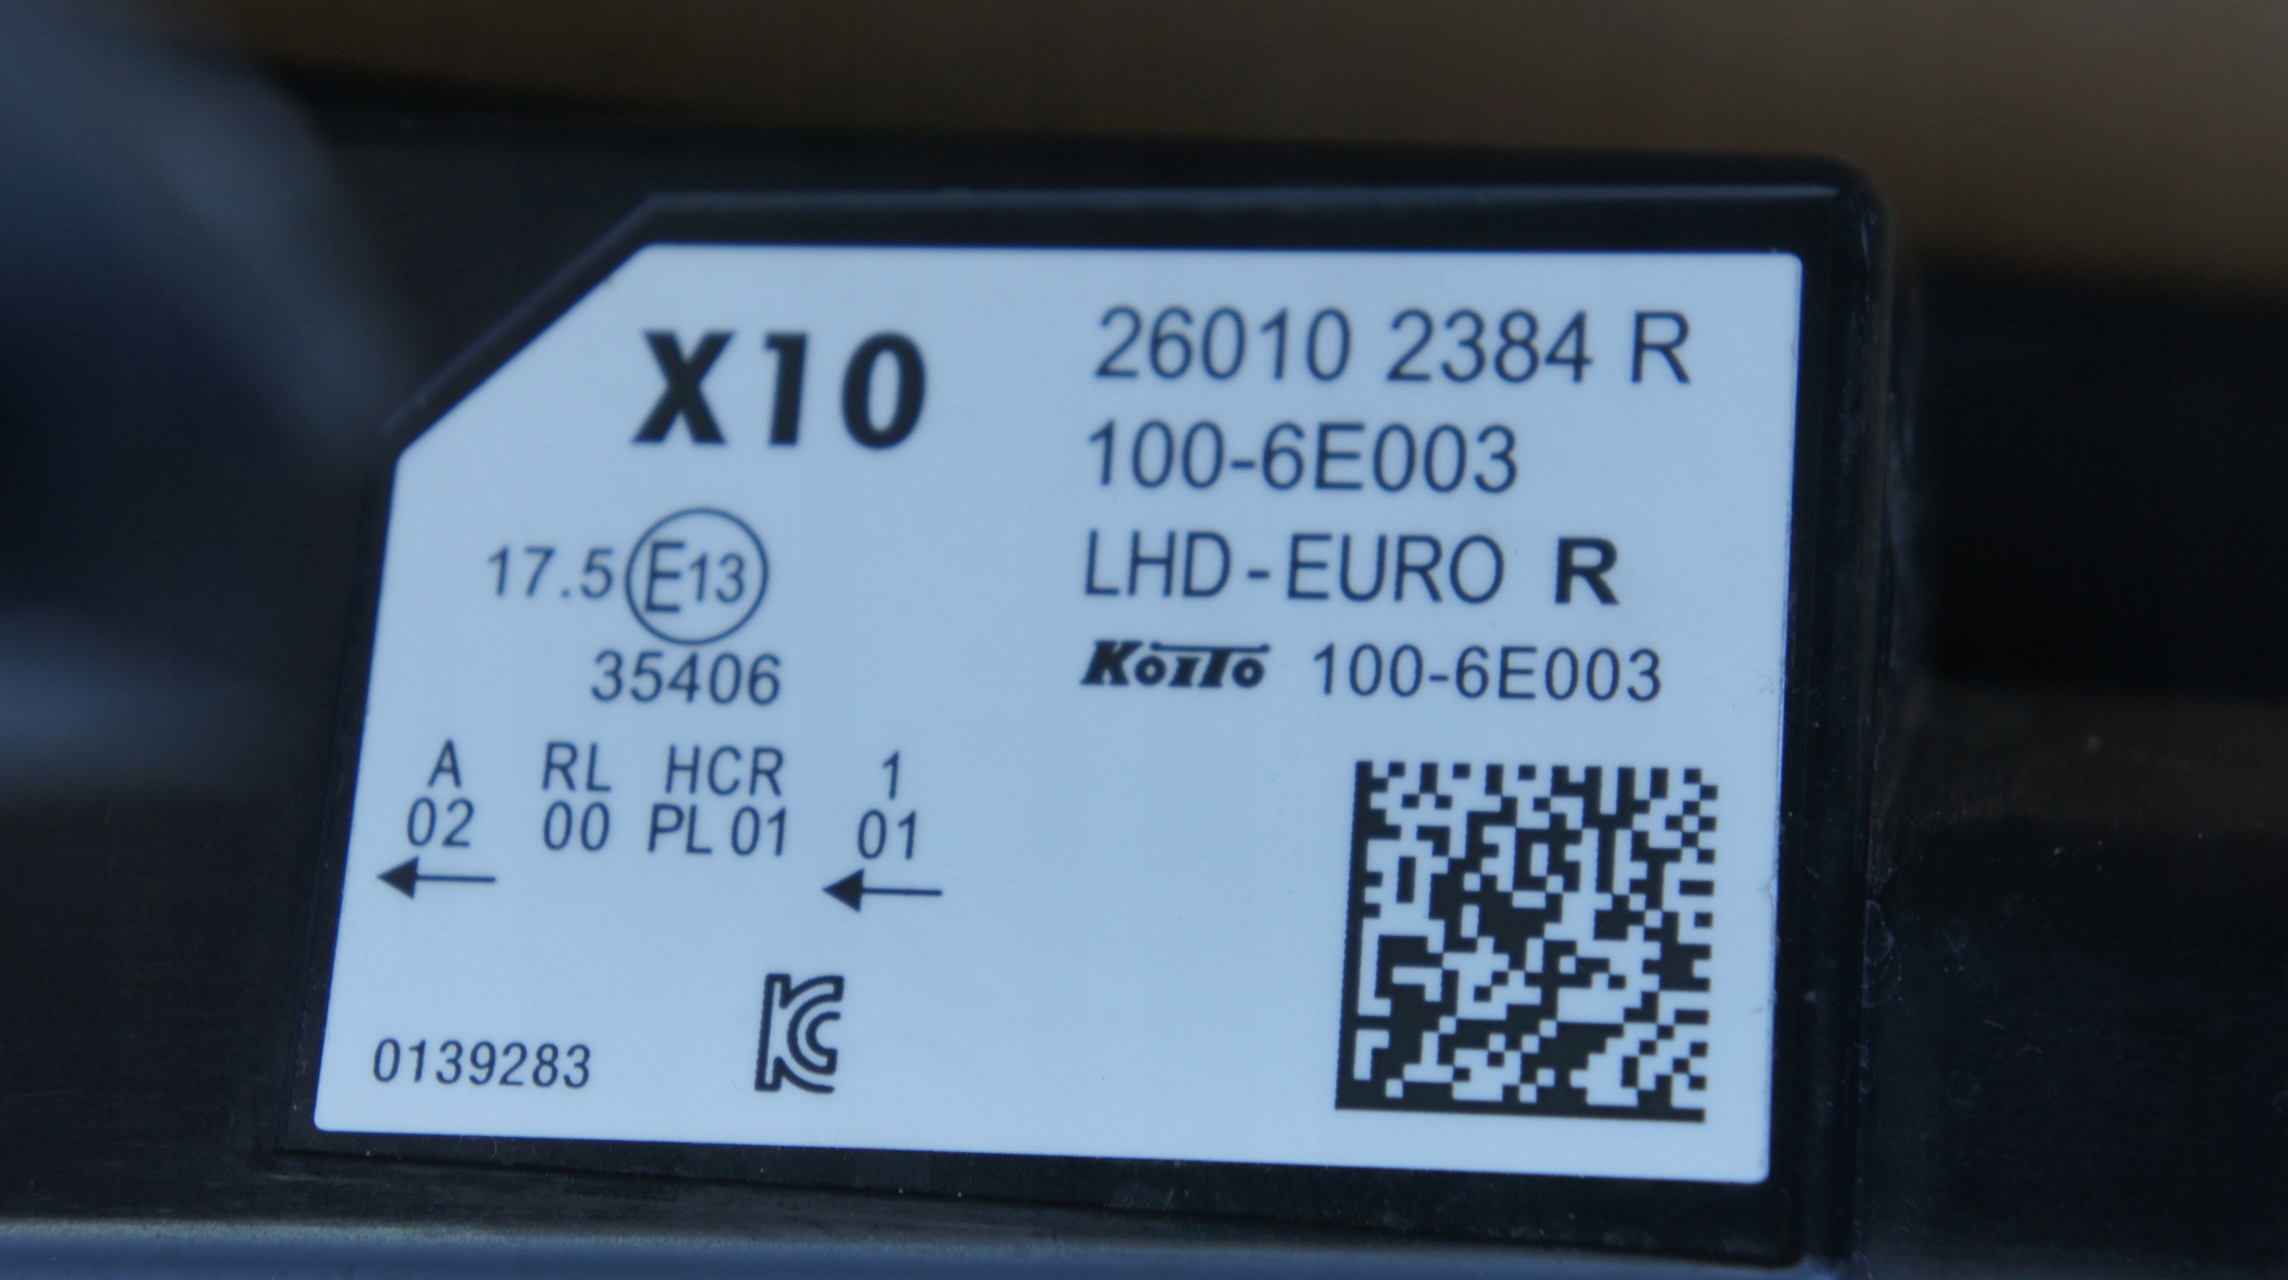 X10
26010 2384 R
100-6E003
LHD-EURO R
KOITO 100-6E003
17.5 E13
35406
A RL HCR 1
02 00 PL 01 01
0139283
KC